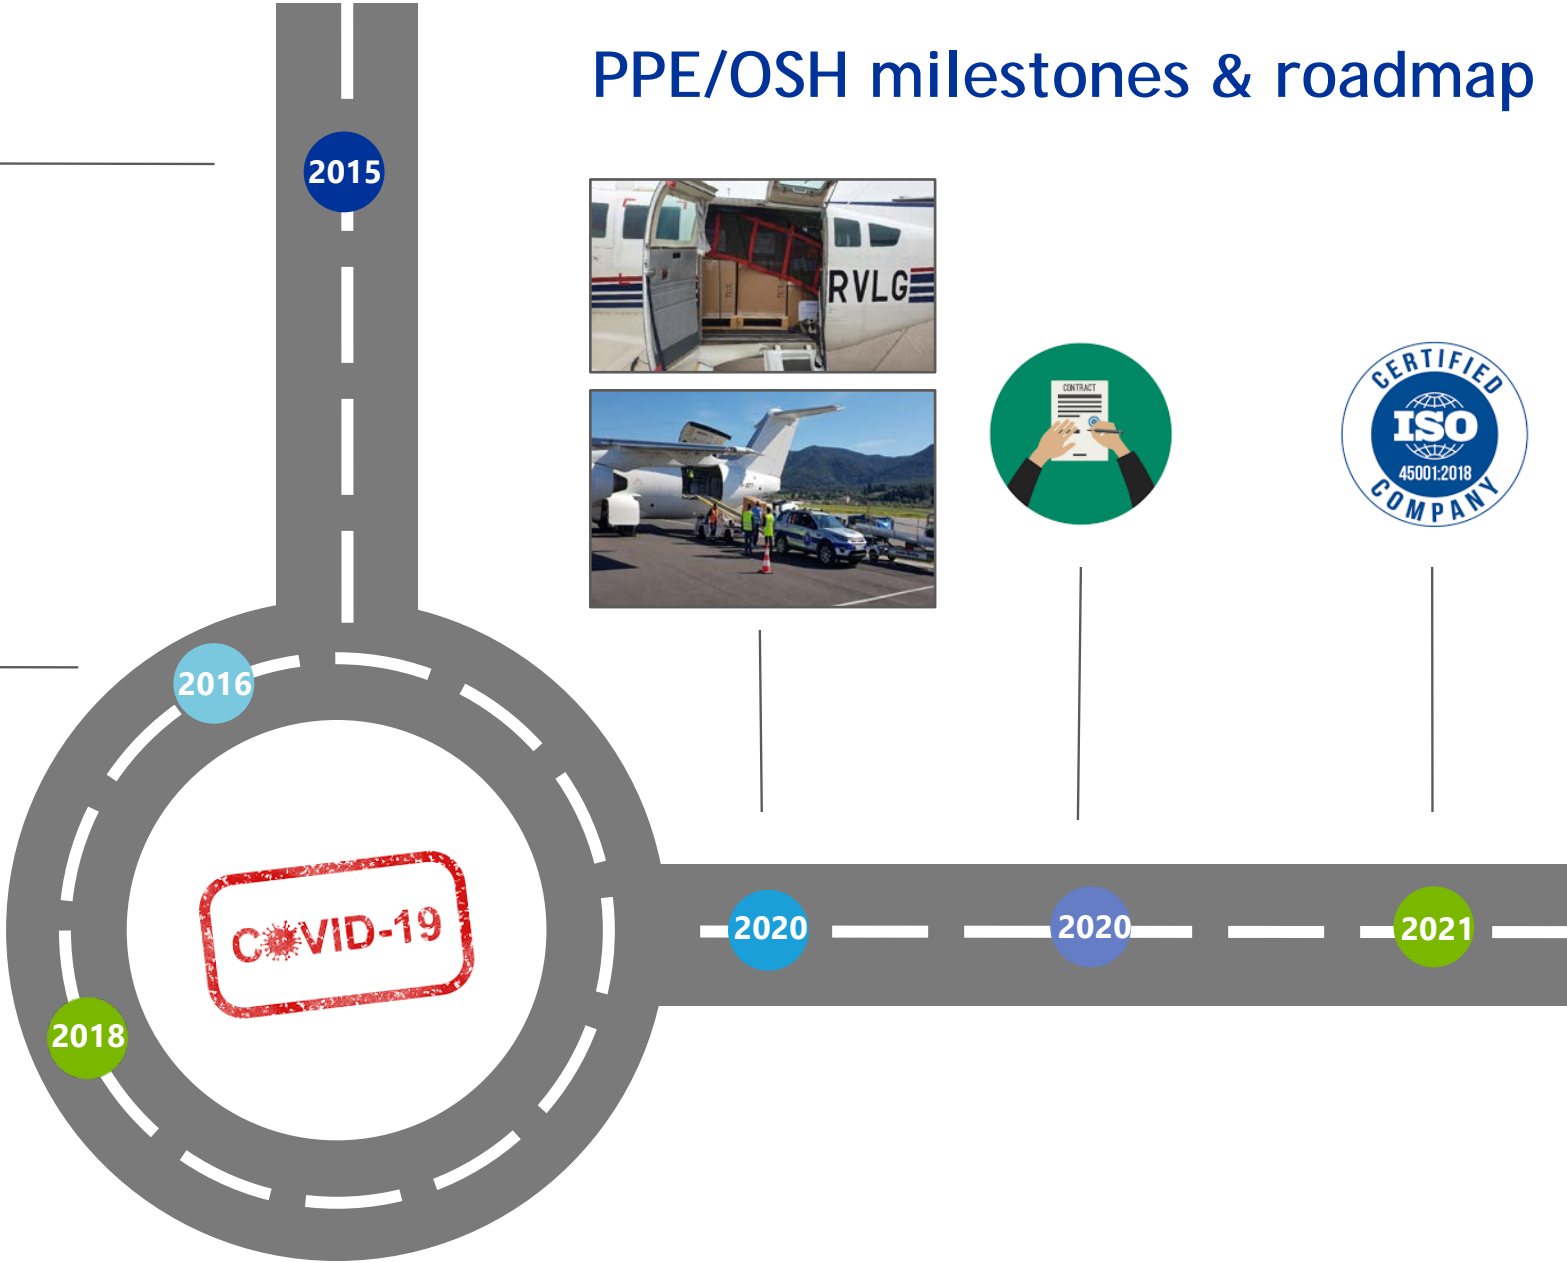 PPE/OSH milestones & roadmap
2015
RVLG
CONTRACT
CERTIFIED
ISO
45001:2018
COMPANY
2016
COVID-19
2018
2020
2020
2021